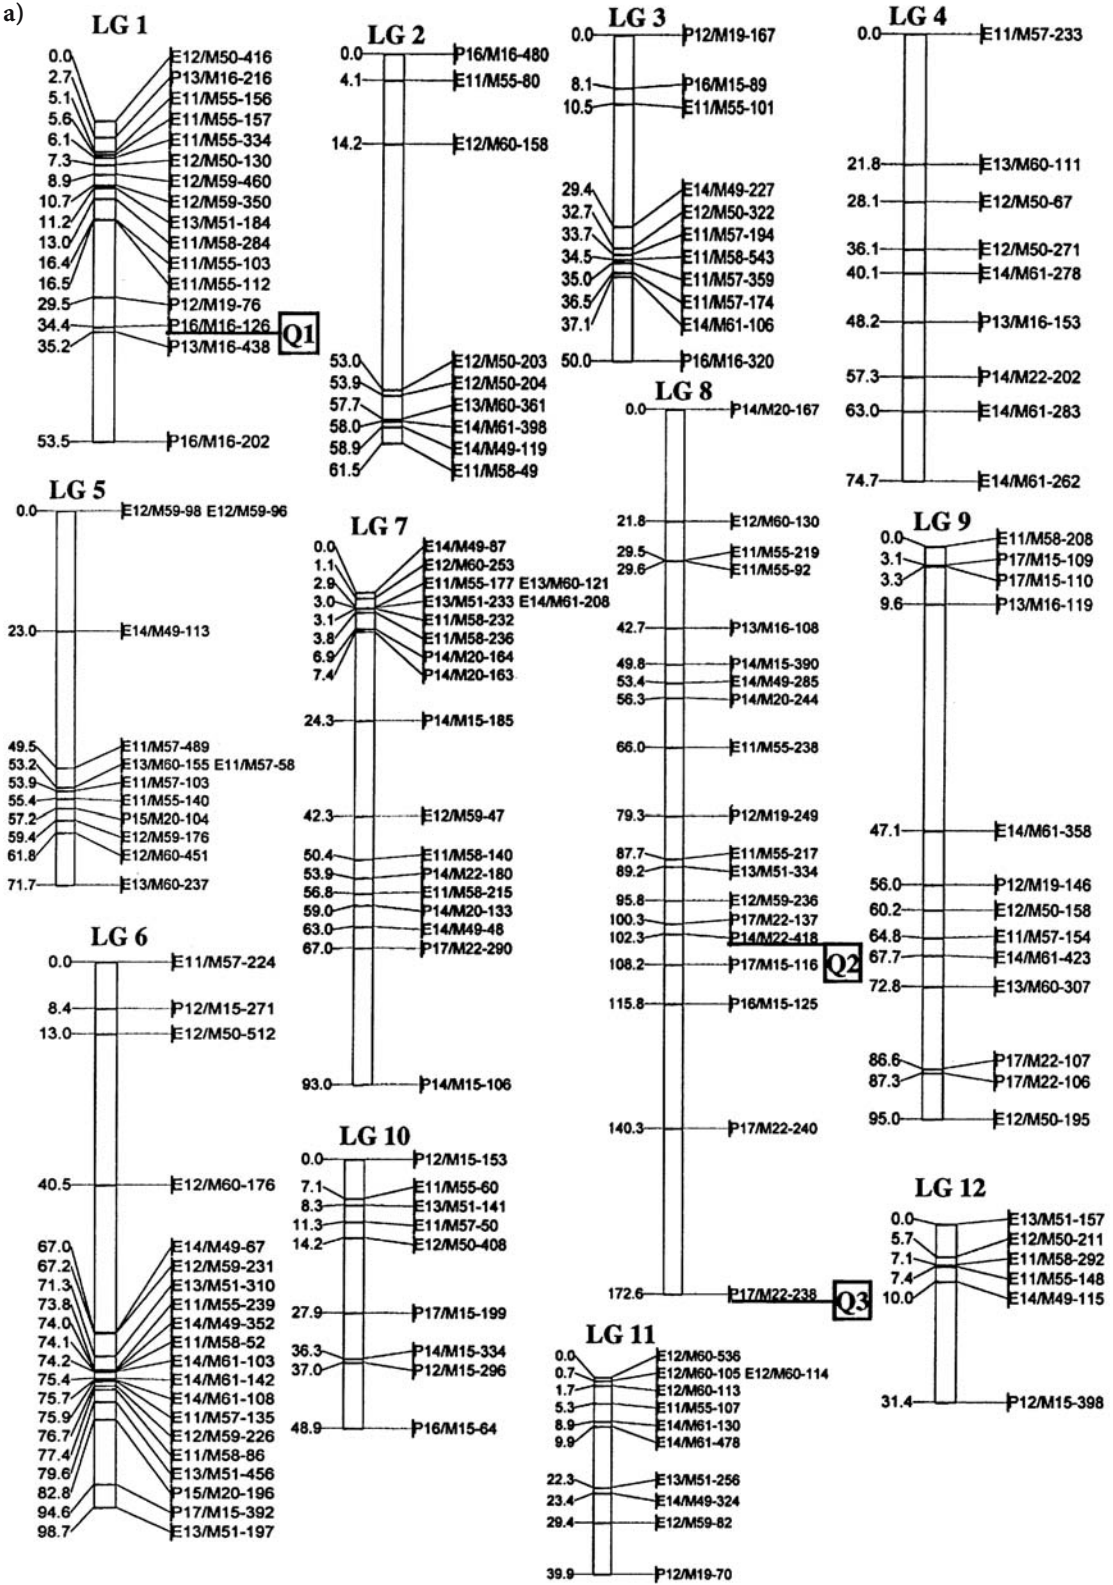 a)
LG 1
0.0 E12/M50-416
2.7 P13/M16-216
5.1 E11/M55-156
5.6 E11/M55-157
6.1 E11/M55-334
7.3 E12/M50-130
8.9 E12/M59-460
10.7 E12/M59-350
11.2 E13/M51-184
13.0 E11/M58-284
16.4 E11/M55-103
16.5 E11/M55-112
29.5 P12/M19-76
34.4 P16/M16-126
Q1
35.2 P13/M16-438
53.5 P16/M16-202
LG 2
0.0 P16/M16-480
4.1 E11/M55-80
14.2 E12/M60-158
53.0 E12/M50-203
53.9 E12/M50-204
57.7 E13/M60-361
58.0 E14/M61-398
58.9 E14/M49-119
61.5 E11/M58-49
LG 3
0.0 P12/M19-167
8.1 P16/M15-89
10.5 E11/M55-101
29.4 E14/M49-227
32.7 E12/M50-322
33.7 E11/M57-194
34.5 E11/M58-543
35.0 E11/M57-359
36.5 E11/M57-174
37.1 E14/M61-106
50.0 P16/M16-320
LG 4
0.0 E11/M57-233
21.8 E13/M60-111
28.1 E12/M50-67
36.1 E12/M50-271
40.1 E14/M61-278
48.2 P13/M16-153
57.3 P14/M22-202
63.0 E14/M61-283
74.7 E14/M61-262
LG 5
0.0 E12/M59-98 E12/M59-96
23.0 E14/M49-113
49.5 E11/M57-489
53.2 E13/M60-155 E11/M57-58
53.9 E11/M57-103
55.4 E11/M55-140
57.2 P15/M20-104
59.4 E12/M59-176
61.8 E12/M60-451
71.7 E13/M60-237
LG 6
0.0 E11/M57-224
8.4 P12/M15-271
13.0 E12/M50-512
40.5 E12/M60-176
67.0 E14/M49-67
67.2 E12/M59-231
71.3 E13/M51-310
73.8 E11/M55-239
74.0 E14/M49-352
74.1 E11/M58-52
74.2 E14/M61-103
75.4 E14/M61-142
75.7 E14/M61-108
75.9 E11/M57-135
76.7 E12/M59-226
77.4 E11/M58-86
79.6 E13/M51-456
82.8 P15/M20-196
94.6 P17/M15-392
98.7 E13/M51-197
LG 7
0.0 E14/M49-87
1.1 E12/M60-253
2.9 E11/M55-177 E13/M60-121
3.0 E13/M51-233 E14/M61-208
3.1 E11/M58-232
3.8 E11/M58-236
6.9 P14/M20-164
7.4 P14/M20-163
24.3 P14/M15-185
42.3 E12/M59-47
50.4 E11/M58-140
53.9 P14/M22-180
56.8 E11/M58-215
59.0 P14/M20-133
63.0 E14/M49-48
67.0 P17/M22-290
93.0 P14/M15-106
LG 8
0.0 P14/M20-167
21.8 E12/M60-130
29.5 E11/M55-219
29.6 E11/M55-92
42.7 P13/M16-108
49.8 P14/M15-390
53.4 E14/M49-285
56.3 P14/M20-244
66.0 E11/M55-238
79.3 P12/M19-249
87.7 E11/M55-217
89.2 E13/M51-334
95.8 E12/M59-236
100.3 P17/M22-137
102.3 P14/M22-418
Q2
108.2 P17/M15-116
115.8 P16/M15-125
140.3 P17/M22-240
172.6 P17/M22-238
Q3
LG 9
0.0 E11/M58-208
3.1 P17/M15-109
3.3 P17/M15-110
9.6 P13/M16-119
47.1 E14/M61-358
56.0 P12/M19-146
60.2 E12/M50-158
64.8 E11/M57-154
67.7 E14/M61-423
72.8 E13/M60-307
86.6 P17/M22-107
87.3 P17/M22-106
95.0 E12/M50-195
LG 10
0.0 P12/M15-153
7.1 E11/M55-60
8.3 E13/M51-141
11.3 E11/M57-50
14.2 E12/M50-408
27.9 P17/M15-199
36.3 P14/M15-334
37.0 P12/M15-296
48.9 P16/M15-64
LG 11
0.0 E12/M60-536
0.7 E12/M60-105 E12/M60-114
1.7 E12/M60-113
5.3 E11/M55-107
8.9 E14/M61-130
9.9 E14/M61-478
22.3 E13/M51-256
23.4 E14/M49-324
29.4 E12/M59-82
39.9 P12/M19-70
LG 12
0.0 E13/M51-157
5.7 E12/M50-211
7.1 E11/M58-292
7.4 E11/M55-148
10.0 E14/M49-115
31.4 P12/M15-398